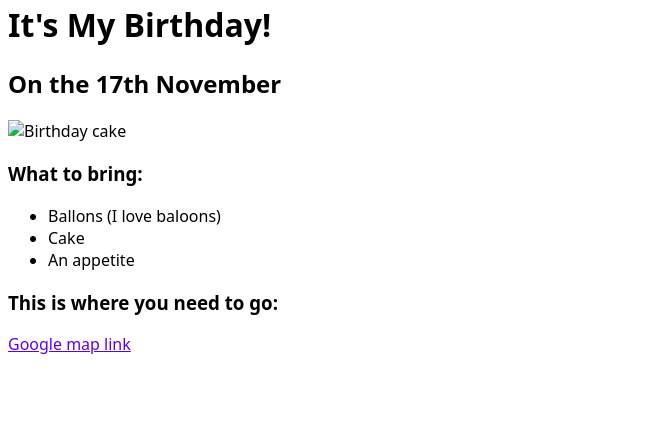 It's My Birthday!
On the 17th November
Birthday cake
What to bring:
Ballons (I love baloons)
Cake
An appetite
This is where you need to go:
Google map link